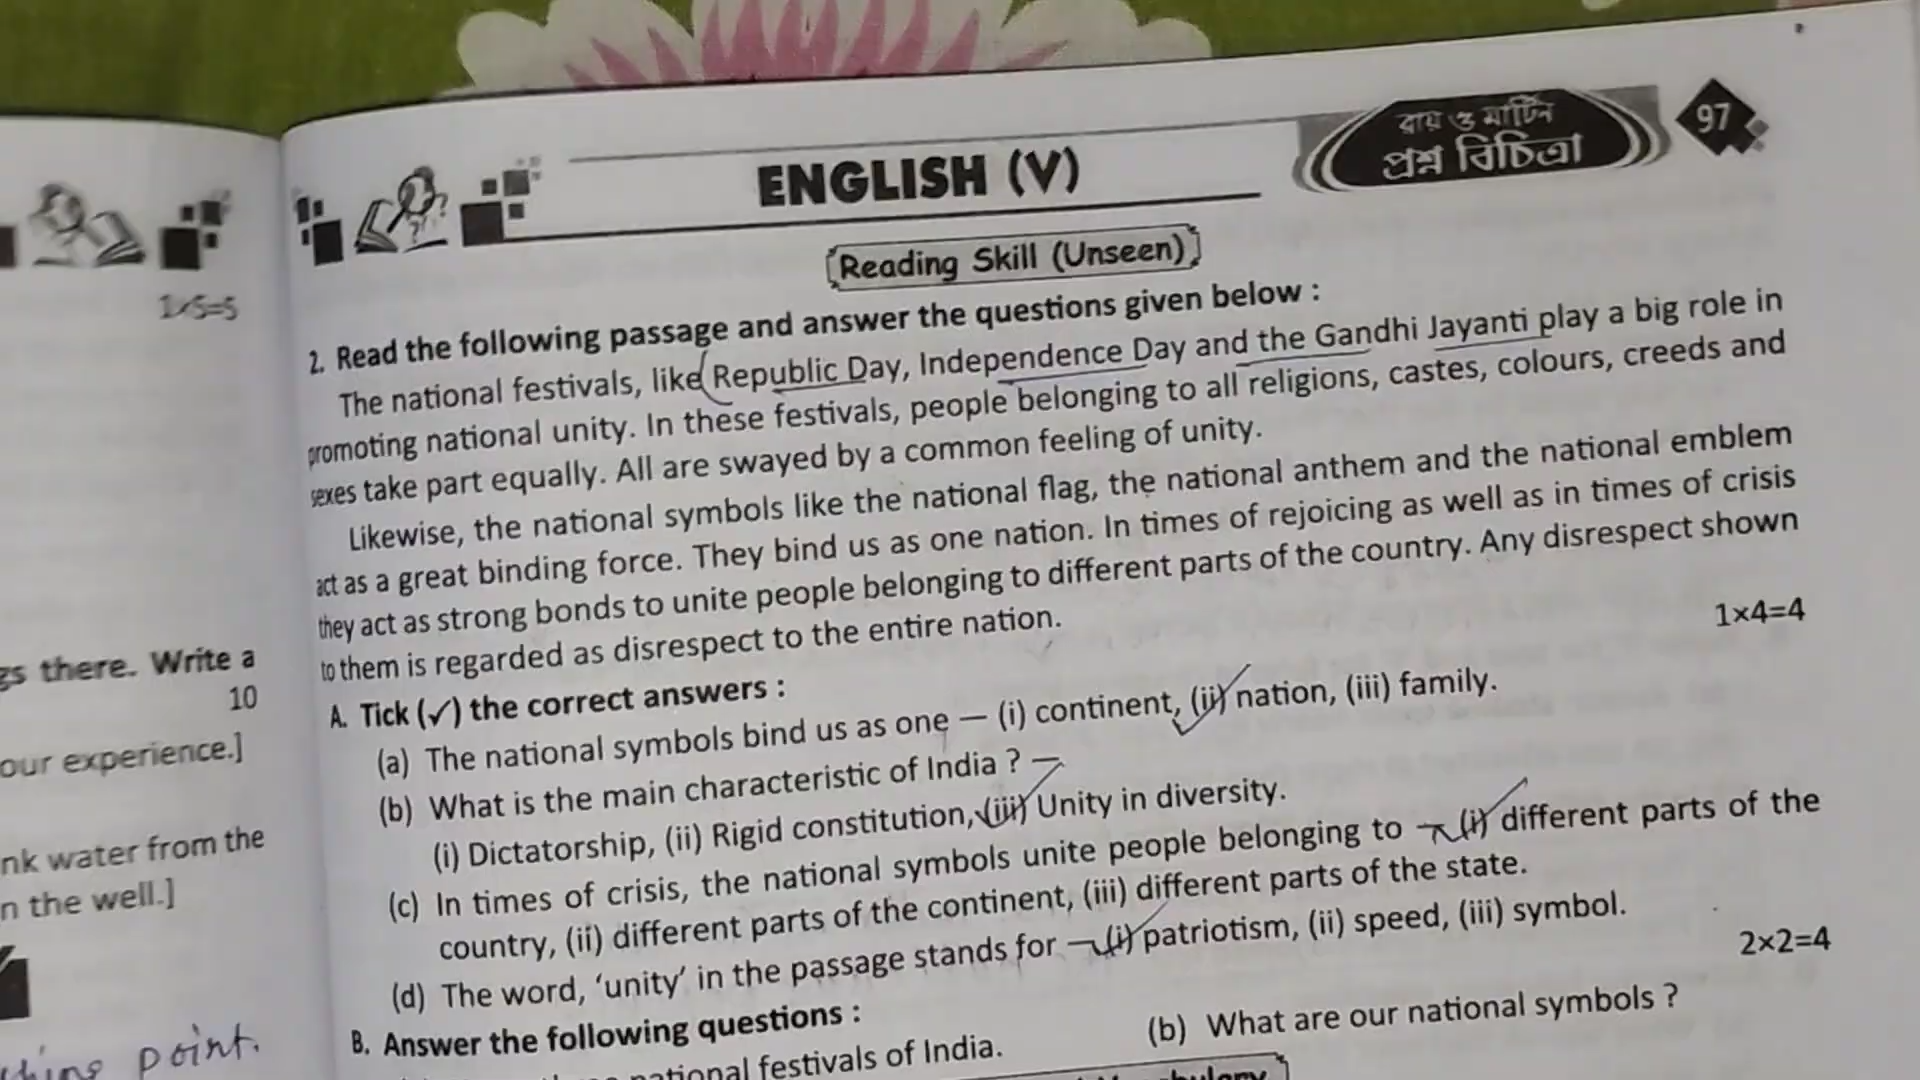 রায় ও মার্টিন
প্রশ্ন বিচিত্রা
97
ENGLISH (V)
Reading Skill (Unseen)
1×5=5
2. Read the following passage and answer the questions given below :
The national festivals, like Republic Day, Independence Day and the Gandhi Jayanti play a big role in
promoting national unity. In these festivals, people belonging to all religions, castes, colours, creeds and
sexes take part equally. All are swayed by a common feeling of unity.
Likewise, the national symbols like the national flag, the national anthem and the national emblem
act as a great binding force. They bind us as one nation. In times of rejoicing as well as in times of crisis
they act as strong bonds to unite people belonging to different parts of the country. Any disrespect shown
to them is regarded as disrespect to the entire nation.
1×4=4
A. Tick (✓) the correct answers :
(a) The national symbols bind us as one — (i) continent, (ii) nation, (iii) family.
(b) What is the main characteristic of India ? —
(i) Dictatorship, (ii) Rigid constitution, (iii) Unity in diversity.
(c) In times of crisis, the national symbols unite people belonging to — (i) different parts of the
country, (ii) different parts of the continent, (iii) different parts of the state.
(d) The word, ‘unity’ in the passage stands for — (i) patriotism, (ii) speed, (iii) symbol.
2×2=4
B. Answer the following questions :
national festivals of India.
(b) What are our national symbols ?
there. Write a
10
our experience.]
water from the
the well.]
point.